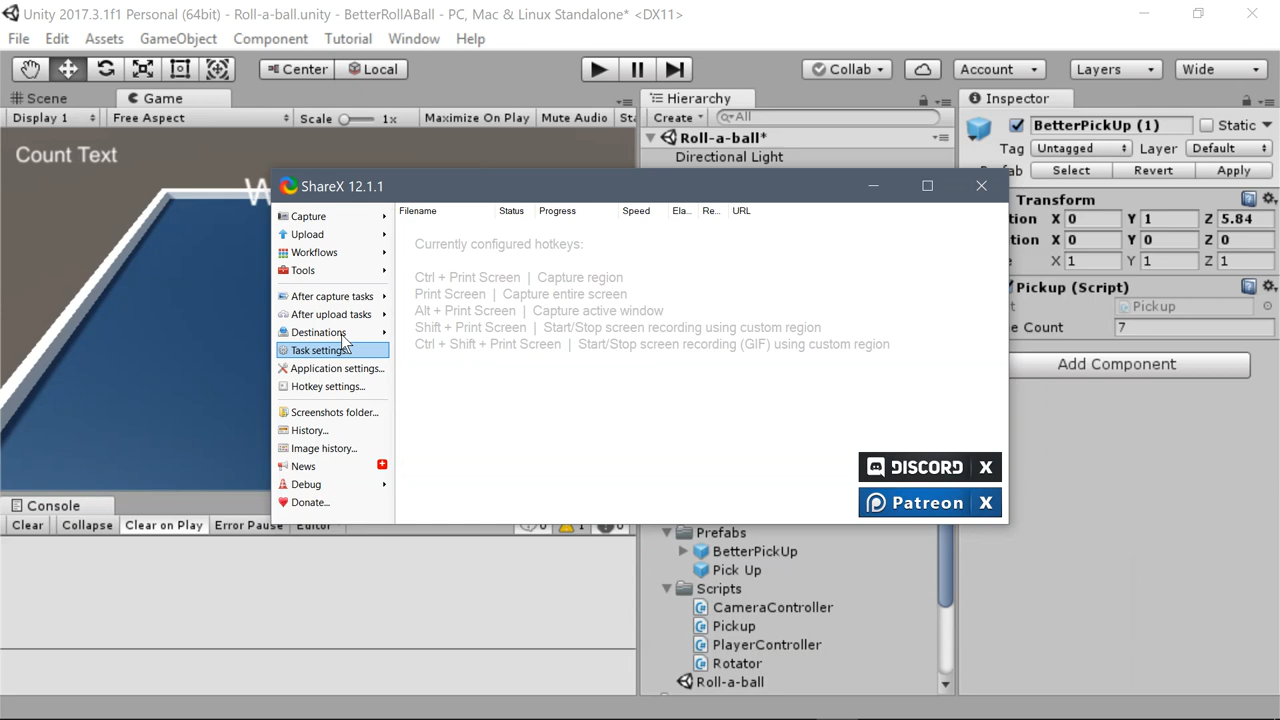 Unity 2017.3.1f1 Personal (64bit) - Roll-a-ball.unity - BetterRollABall - PC, Mac & Linux Standalone* <DX11>
File Edit Assets GameObject Component Tutorial Window Help
Center Local Collab Account Layers Wide
Scene Game Hierarchy Inspector
Display 1 Free Aspect Scale 1x Maximize On Play Mute Audio Create All
BetterPickUp (1) Static
Roll-a-ball*
Tag Untagged Layer Default
Count Text
Directional Light
Select Revert Apply
ShareX 12.1.1
Transform
X 0 Y 1 Z 5.84
X 0 Y 0 Z 0
X 1 Y 1 Z 1
Pickup (Script)
Pickup
e Count 7
Add Component
Capture
Upload
Workflows
Tools
After capture tasks
After upload tasks
Destinations
Task settings...
Application settings...
Hotkey settings...
Screenshots folder...
History...
Image history...
News
Debug
Donate...
Filename Status Progress Speed Ela... Re... URL
Currently configured hotkeys:
Ctrl + Print Screen | Capture region
Print Screen | Capture entire screen
Alt + Print Screen | Capture active window
Shift + Print Screen | Start/Stop screen recording using custom region
Ctrl + Shift + Print Screen | Start/Stop screen recording (GIF) using custom region
DISCORD X
Patreon X
Console
Clear Collapse Clear on Play Error Pause Editor 0 1 0
Prefabs
BetterPickUp
Pick Up
Scripts
CameraController
Pickup
PlayerController
Rotator
Roll-a-ball